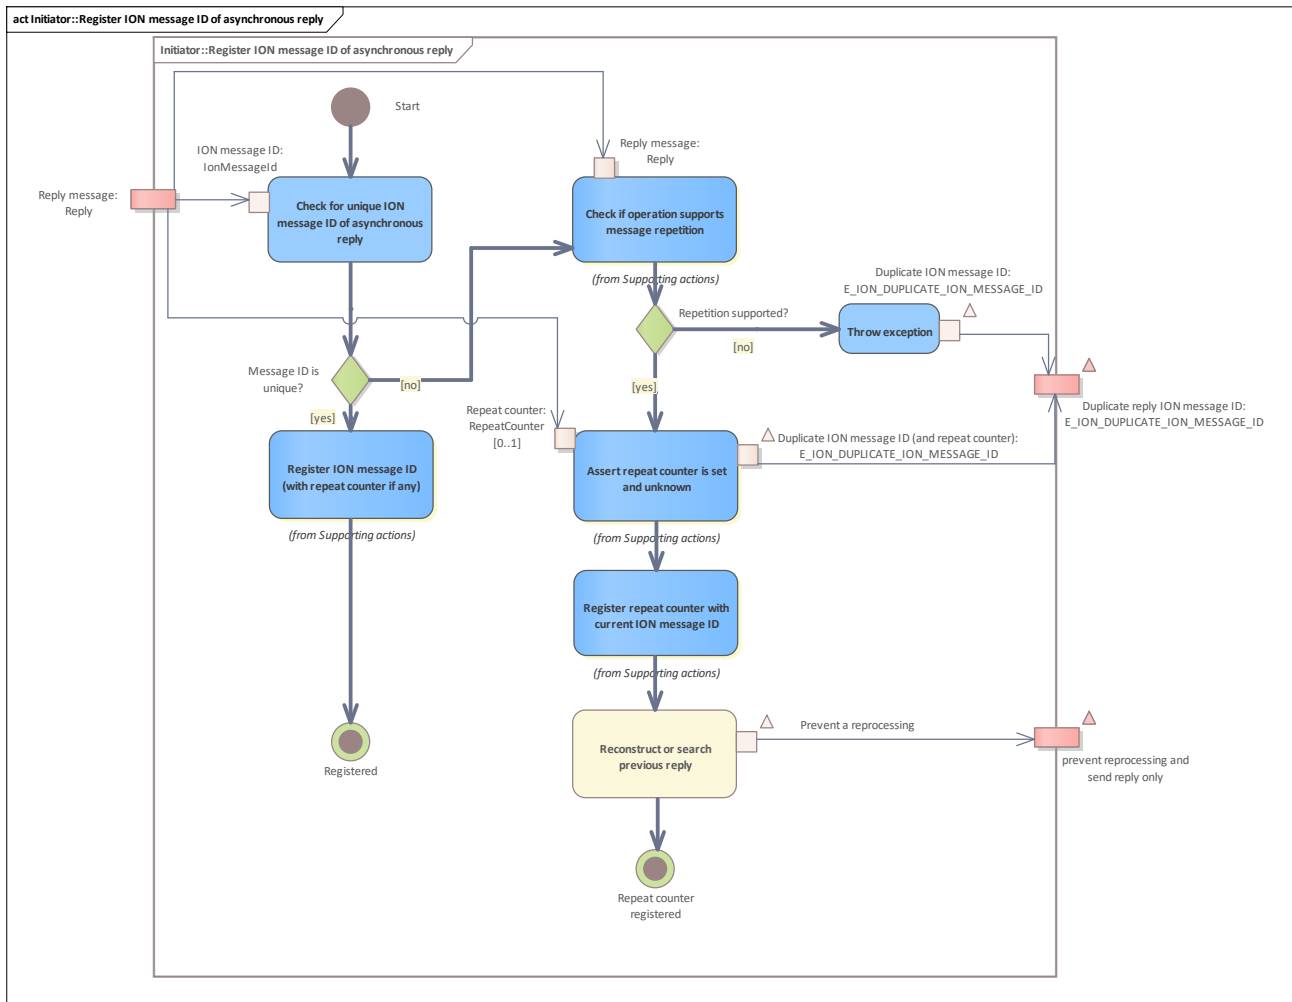 act Initiator::Register ION message ID of asynchronous reply
Initiator::Register ION message ID of asynchronous reply
Start
ION message ID:
IonMessageId
Reply message:
Reply
Reply message:
Reply
Check for unique ION
message ID of asynchronous
reply
Check if operation supports
message repetition
(from Supporting actions)
Duplicate ION message ID:
E_ION_DUPLICATE_ION_MESSAGE_ID
Repetition supported?
[no]
Throw exception
Message ID is
unique?
[no]
[yes]
[yes]
Duplicate reply ION message ID:
E_ION_DUPLICATE_ION_MESSAGE_ID
Repeat counter:
RepeatCounter
[0..1]
Duplicate ION message ID (and repeat counter):
E_ION_DUPLICATE_ION_MESSAGE_ID
Register ION message ID
(with repeat counter if any)
(from Supporting actions)
Assert repeat counter is set
and unknown
(from Supporting actions)
Register repeat counter with
current ION message ID
(from Supporting actions)
Reconstruct or search
previous reply
Prevent a reprocessing
prevent reprocessing and
send reply only
Registered
Repeat counter
registered